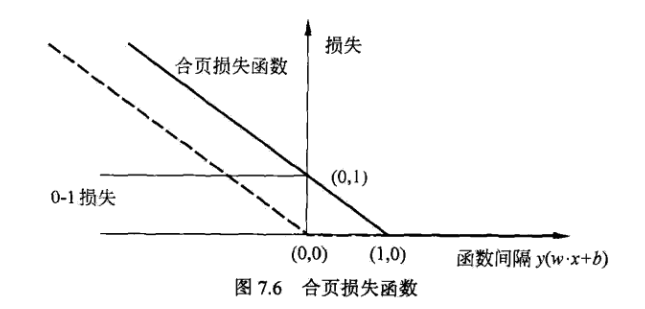 损失
合页损失函数
(0,1)
0-1 损失
(0,0)
(1,0)
函数间隔 y(w·x+b)
图 7.6 合页损失函数